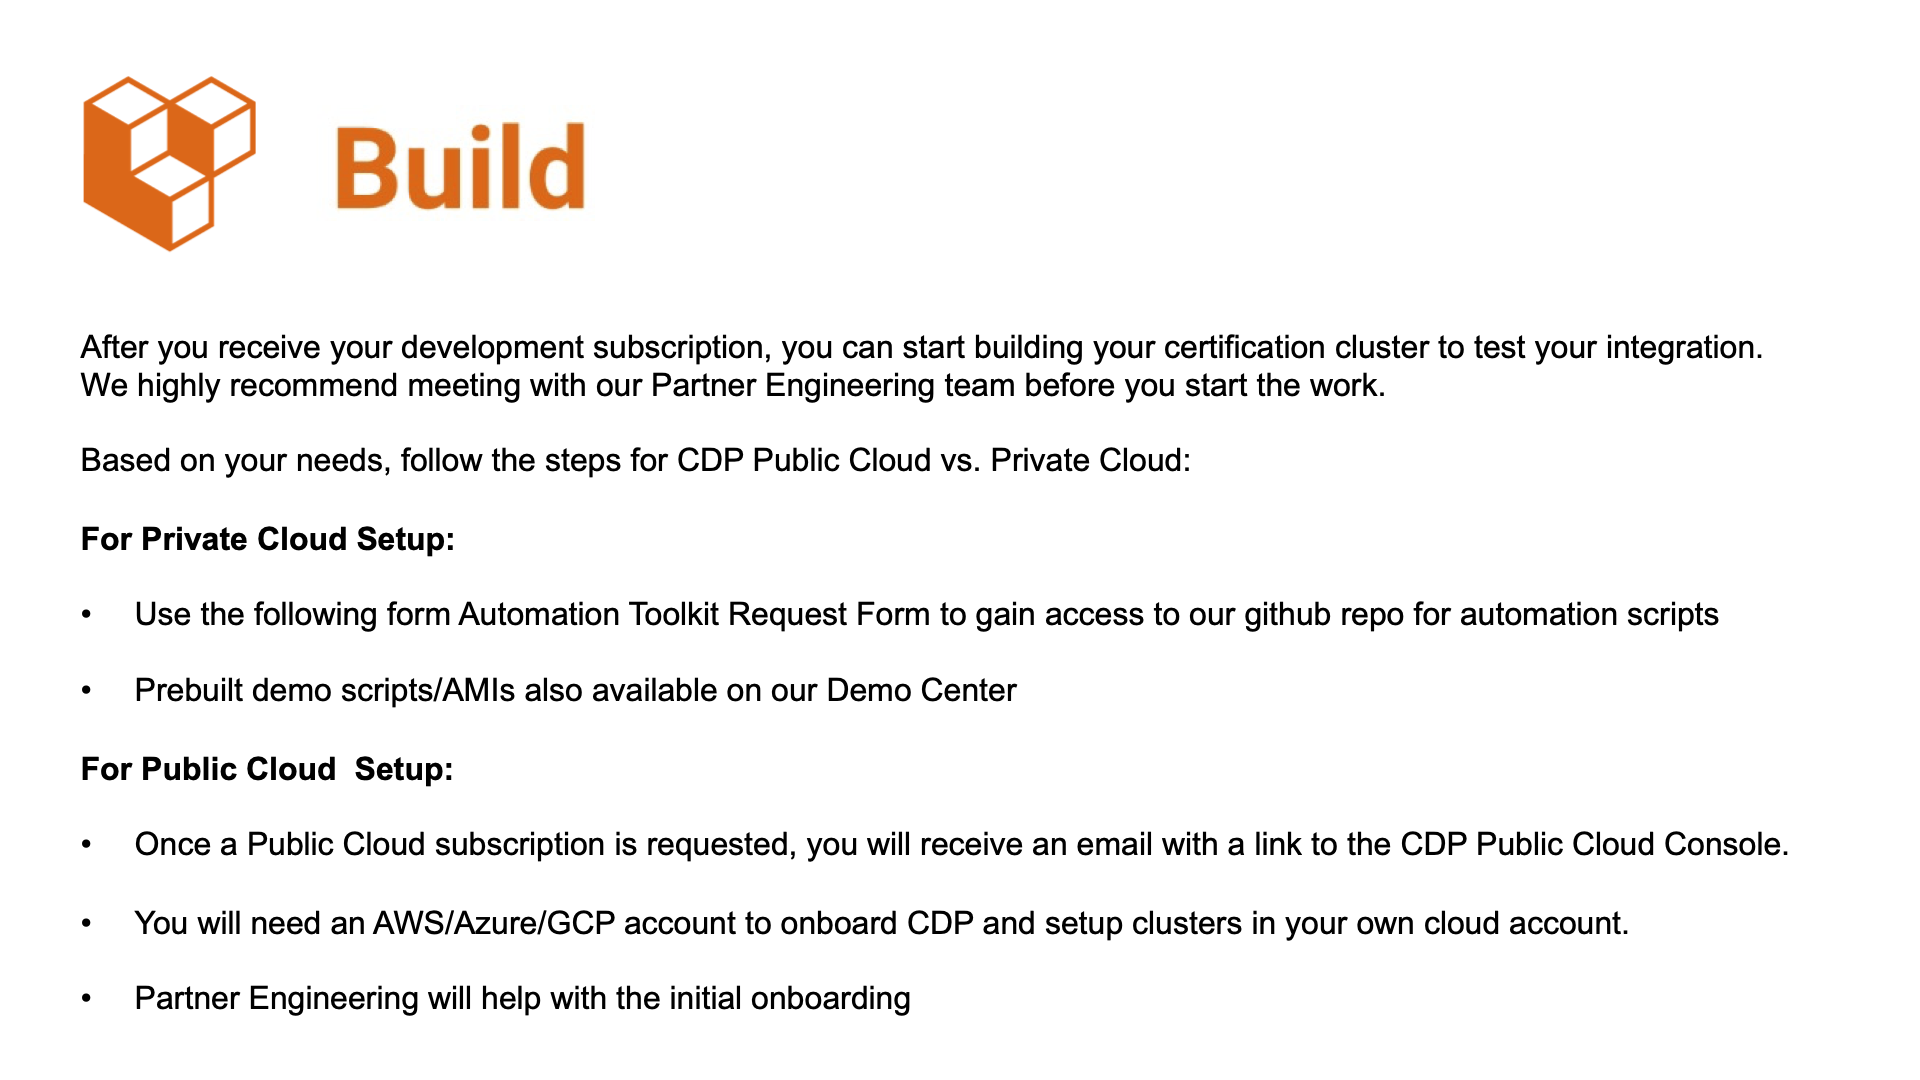 Build
After you receive your development subscription, you can start building your certification cluster to test your integration.
We highly recommend meeting with our Partner Engineering team before you start the work.
Based on your needs, follow the steps for CDP Public Cloud vs. Private Cloud:
For Private Cloud Setup:
• Use the following form Automation Toolkit Request Form to gain access to our github repo for automation scripts
• Prebuilt demo scripts/AMIs also available on our Demo Center
For Public Cloud  Setup:
• Once a Public Cloud subscription is requested, you will receive an email with a link to the CDP Public Cloud Console.
• You will need an AWS/Azure/GCP account to onboard CDP and setup clusters in your own cloud account.
• Partner Engineering will help with the initial onboarding